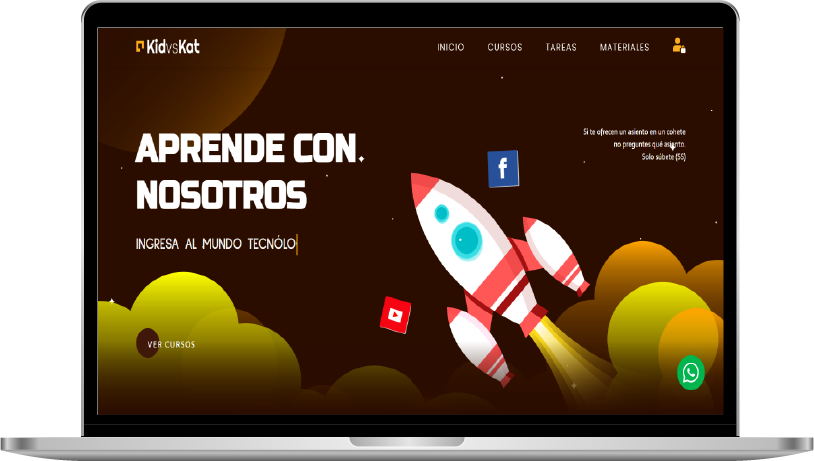 KidvsKat
INICIO CURSOS TAREAS MATERIALES
Si te ofrecen un asiento en un cohete
no preguntes qué asiento.
Solo súbete (SS)
APRENDE CON
NOSOTROS
INGRESA AL MUNDO TECNÓLO
VER CURSOS